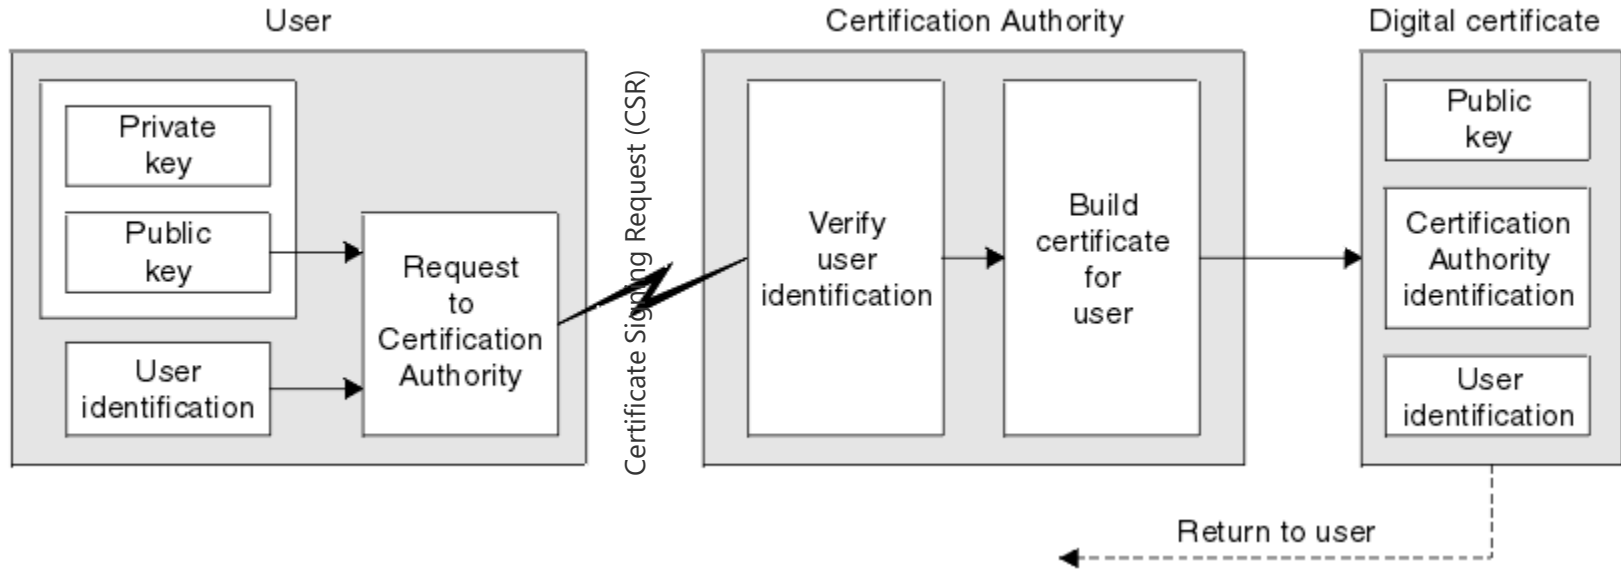 User
Certification Authority
Digital certificate
Private
key
Public
key
User
identification
Request
to
Certification
Authority
Certificate Signing Request (CSR)
Verify
user
identification
Build
certificate
for
user
Public
key
Certification
Authority
identification
User
identification
Return to user